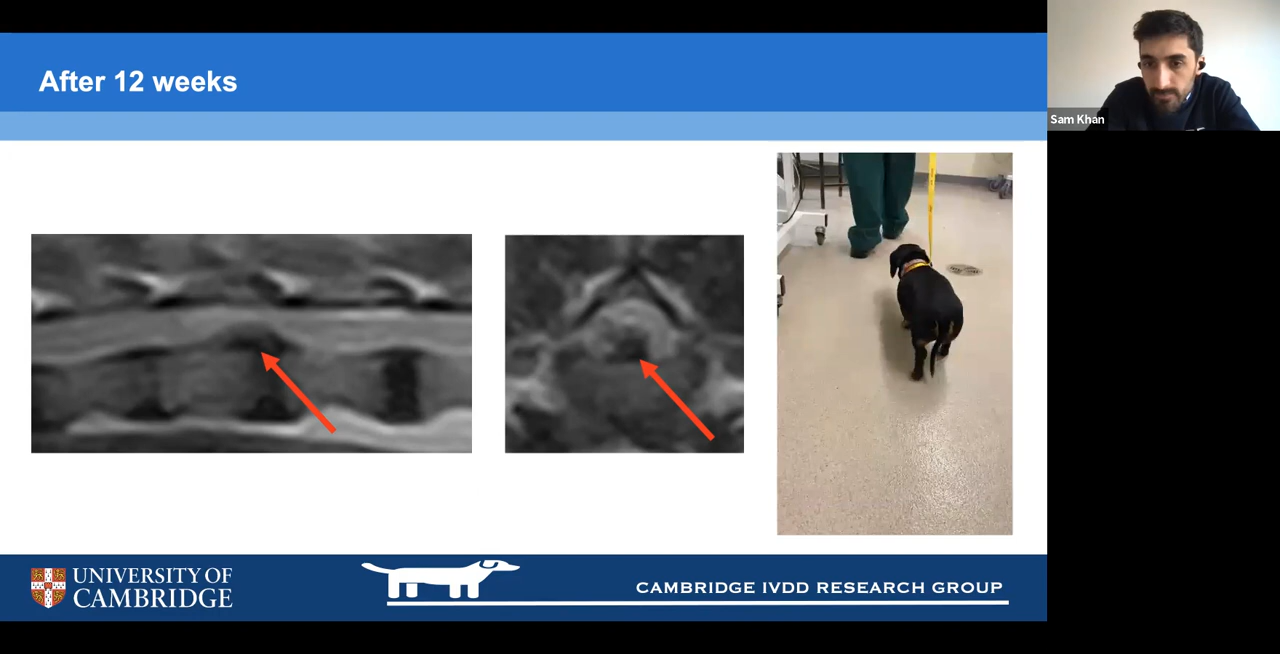 After 12 weeks
Sam Khan
UNIVERSITY OF
CAMBRIDGE
CAMBRIDGE IVDD RESEARCH GROUP